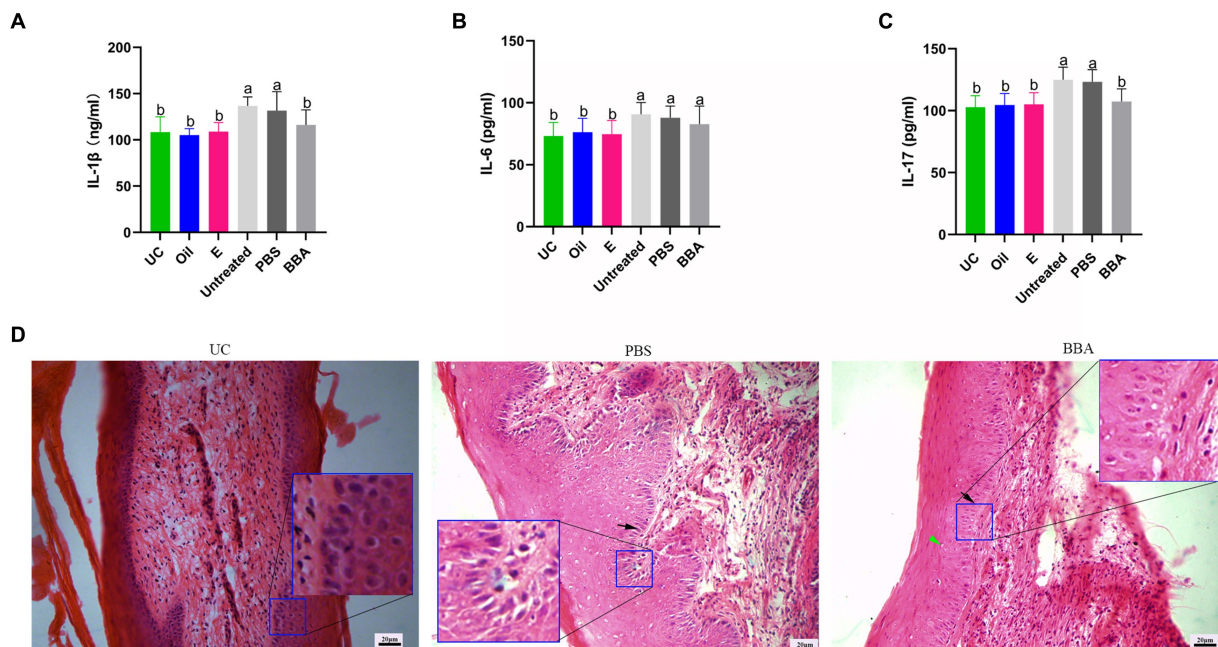 A
IL-1β (ng/ml)
200
150
100
50
0
b
b
b
a
a
b
UC
Oil
E
Untreated
PBS
BBA
B
IL-6 (pg/ml)
150
100
50
0
b
b
b
a
a
a
UC
Oil
E
Untreated
PBS
BBA
C
IL-17 (pg/ml)
150
100
50
0
b
b
b
a
a
b
UC
Oil
E
Untreated
PBS
BBA
D
UC
PBS
BBA
20μm
20μm
20μm